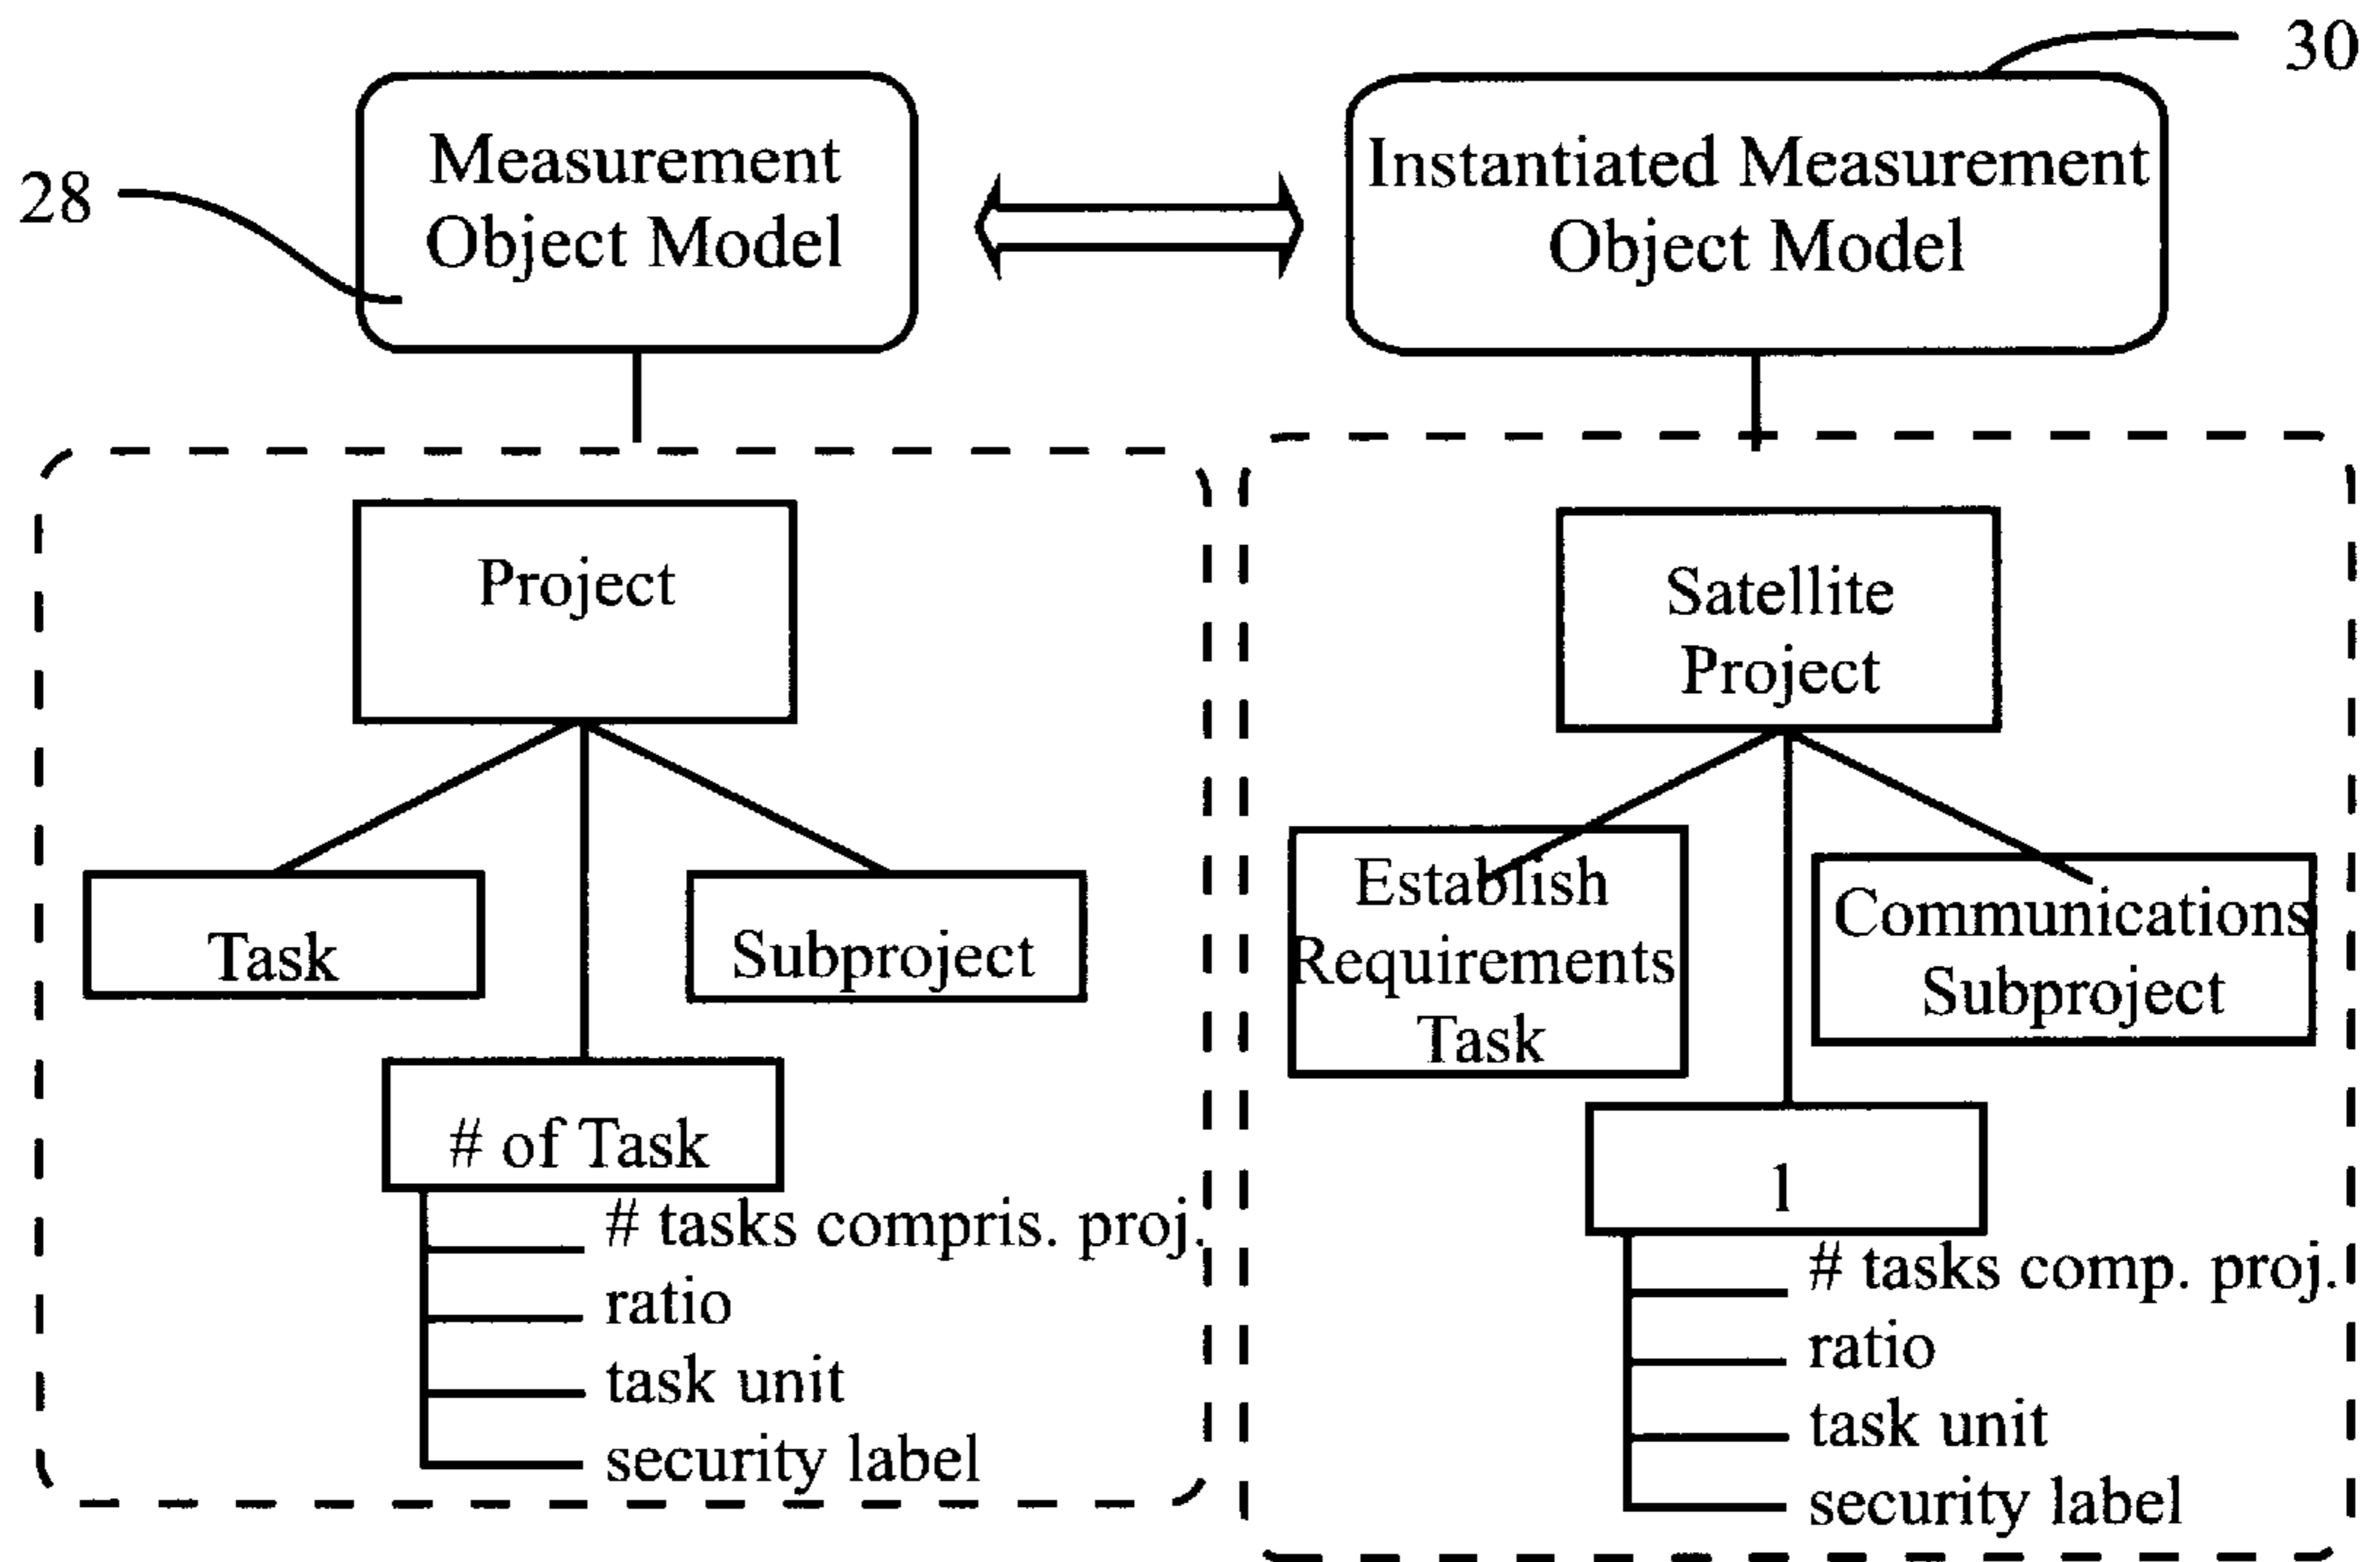 30
28
Measurement
Object Model
Instantiated Measurement
Object Model
Project
Task
Subproject
# of Task
# tasks compris. proj.
ratio
task unit
security label
Satellite
Project
Establish
Requirements
Task
Communications
Subproject
1
# tasks comp. proj.
ratio
task unit
security label